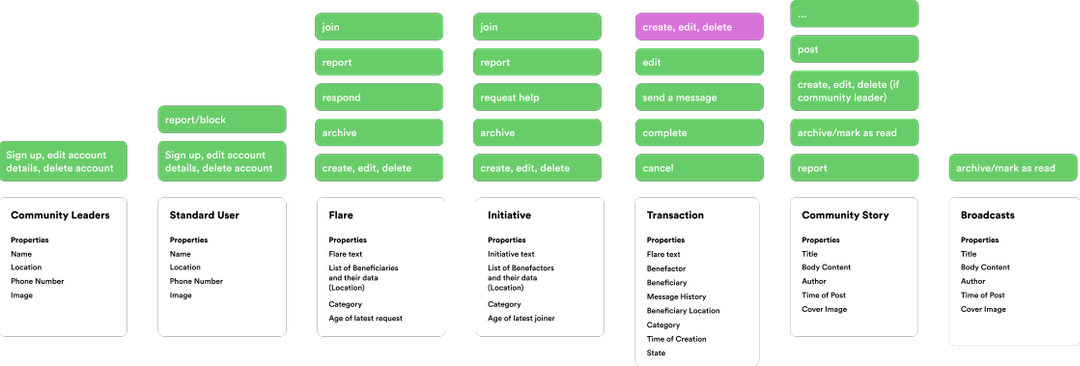 Sign up, edit account
details, delete account
Community Leaders
Properties
Name
Location
Phone Number
Image
report/block
Sign up, edit account
details, delete account
Standard User
Properties
Name
Location
Phone Number
Image
join
report
respond
archive
create, edit, delete
Flare
Properties
Flare text
List of Beneficiaries
and their data
(Location)
Category
Age of latest request
join
report
request help
archive
create, edit, delete
Initiative
Properties
Initiative text
List of Benefactors
and their data
(Location)
Category
Age of latest joiner
create, edit, delete
edit
send a message
complete
cancel
Transaction
Properties
Flare text
Benefactor
Beneficiary
Message History
Beneficiary Location
Category
Time of Creation
State
...
post
create, edit, delete (if
community leader)
archive/mark as read
report
Community Story
Properties
Title
Body Content
Author
Time of Post
Cover Image
archive/mark as read
Broadcasts
Properties
Title
Body Content
Author
Time of Post
Cover Image